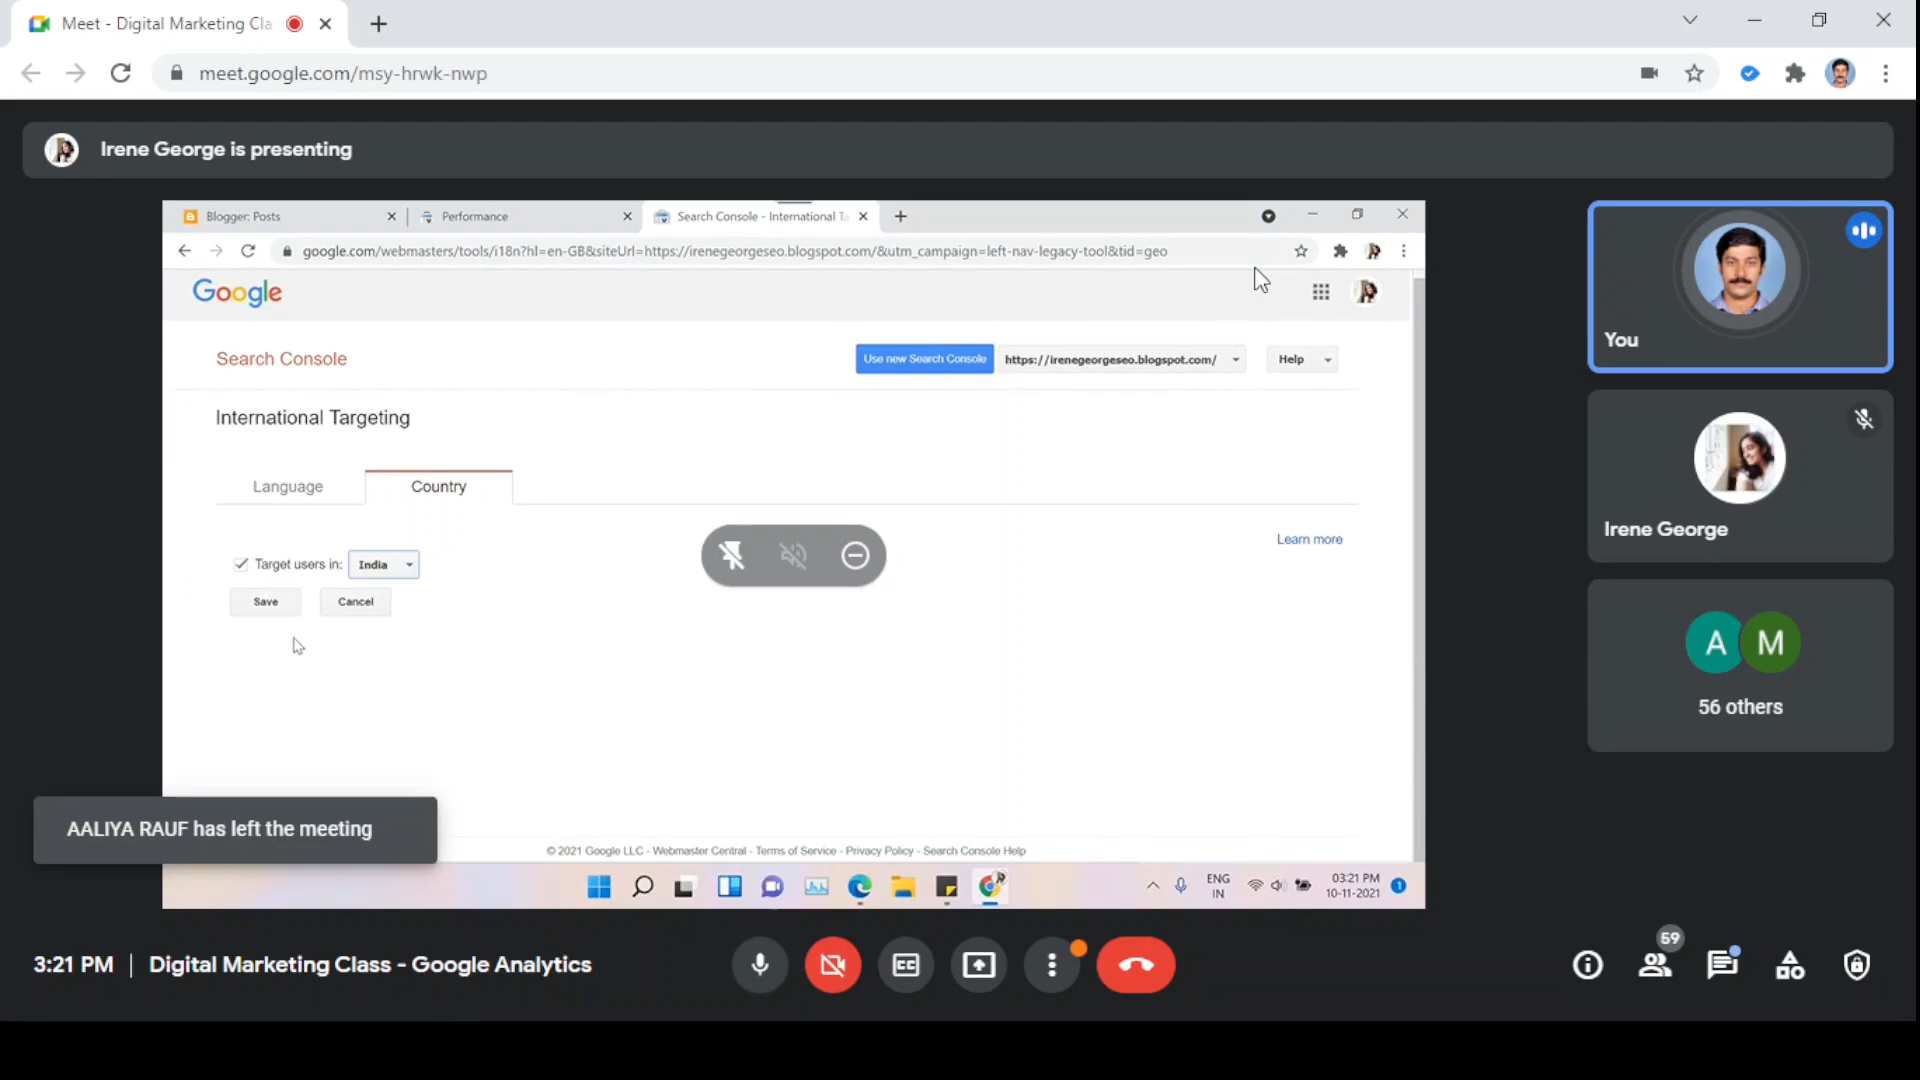 Meet - Digital Marketing Cla
meet.google.com/msy-hrwk-nwp
Irene George is presenting
Blogger: Posts
Performance
Search Console - International Ta
google.com/webmasters/tools/i18n?hl=en-GB&siteUrl=https://irenegeorgeseo.blogspot.com/&utm_campaign=left-nav-legacy-tool&tid=geo
Google
Search Console
Use new Search Console
https://irenegeorgeseo.blogspot.com/
Help
International Targeting
Language
Country
Learn more
Target users in:
India
Save
Cancel
You
Irene George
A
M
56 others
AALIYA RAUF has left the meeting
© 2021 Google LLC - Webmaster Central - Terms of Service - Privacy Policy - Search Console Help
ENG
IN
03:21 PM
10-11-2021
1
3:21 PM | Digital Marketing Class - Google Analytics
CC
59